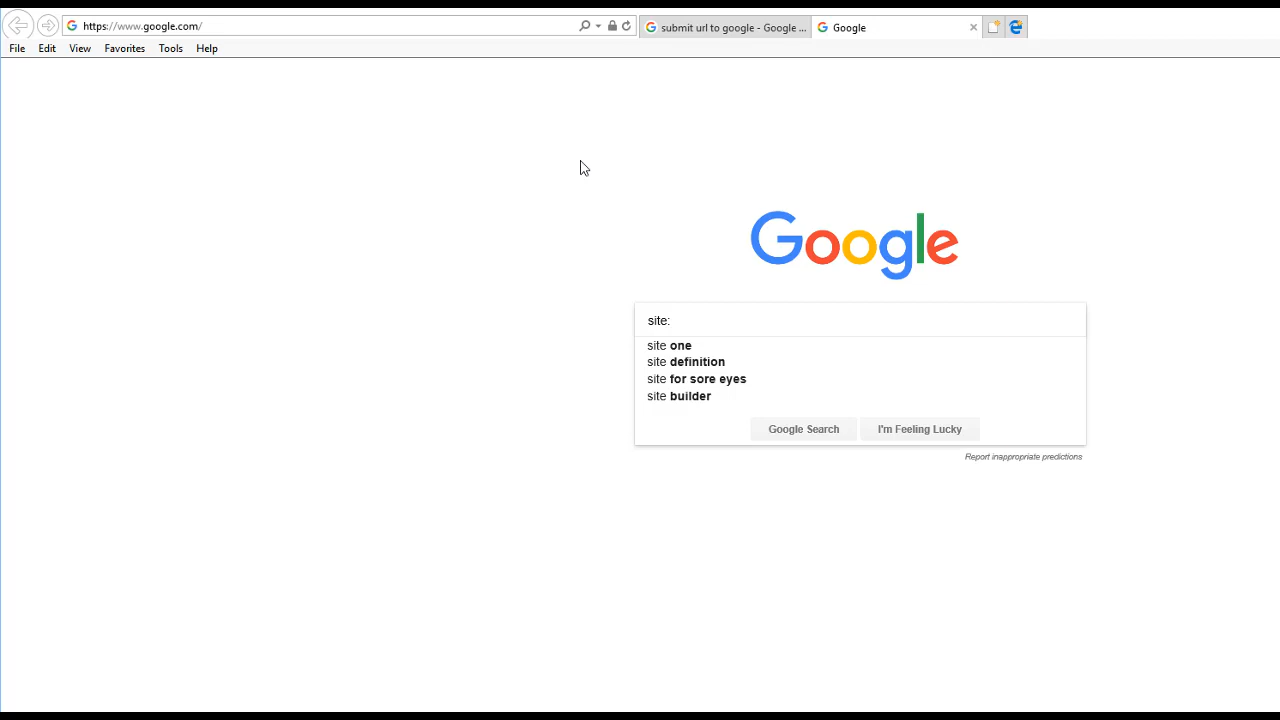 https://www.google.com/
submit url to google - Google ...
Google
File Edit View Favorites Tools Help
Google
site:
site one
site definition
site for sore eyes
site builder
Google Search I'm Feeling Lucky
Report inappropriate predictions